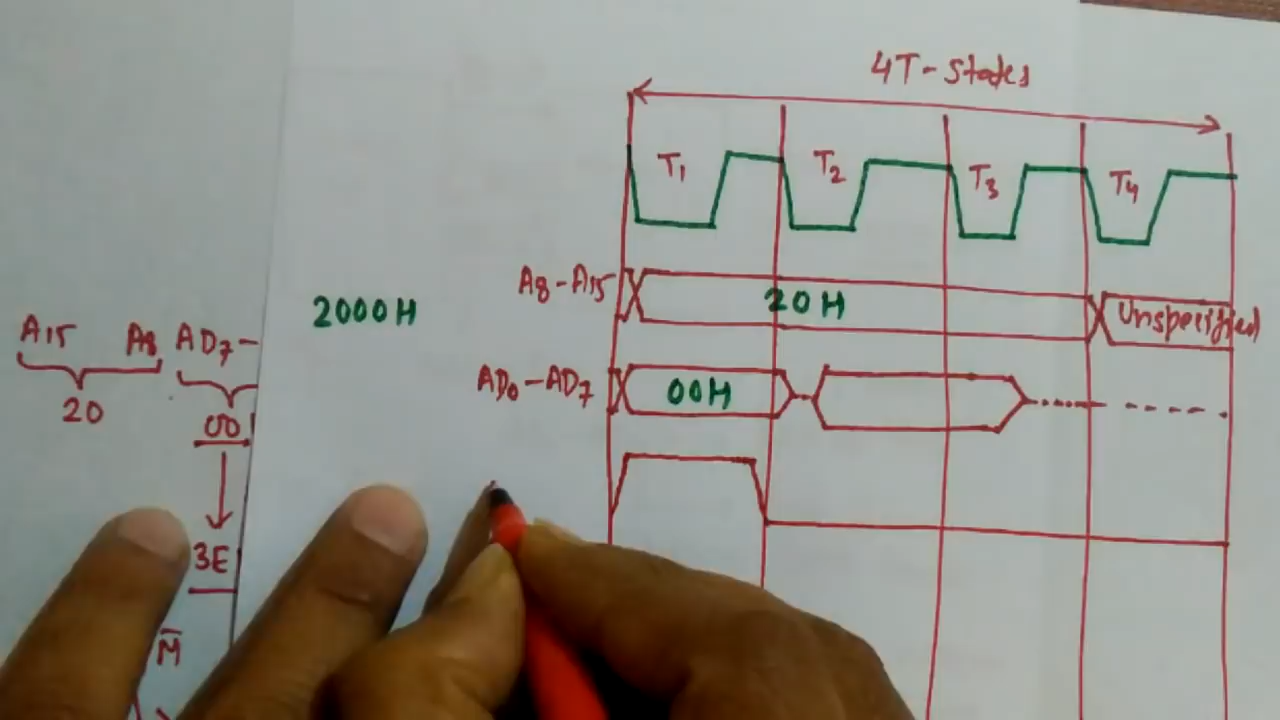 4T-States
T1 T2 T3 T4
A8-A15 20H Unspecified
2000H
A15 A8 AD7-
AD0-AD7 00H
20 00
3E
M̅